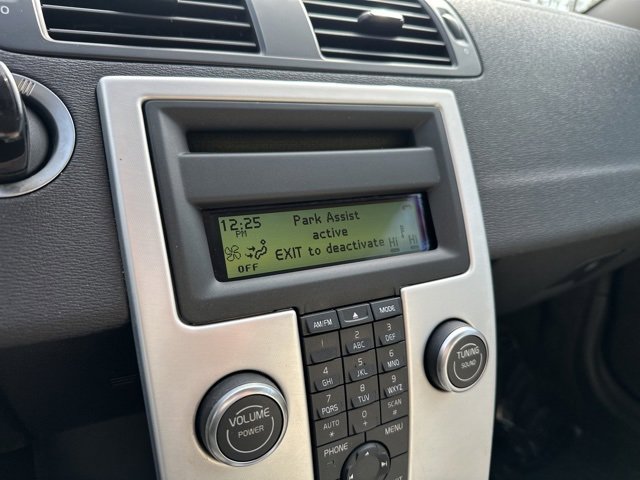 12:25
PM
Park Assist
active
EXIT to deactivate
OFF
Hi Hi
AM/FM
MODE
1
2 ABC
3 DEF
4 GHI
5 JKL
6 MNO
7 PQRS
8 TUV
9 WXYZ
AUTO *
0
SCAN #
PHONE
MENU
VOLUME
POWER
TUNING
SOUND